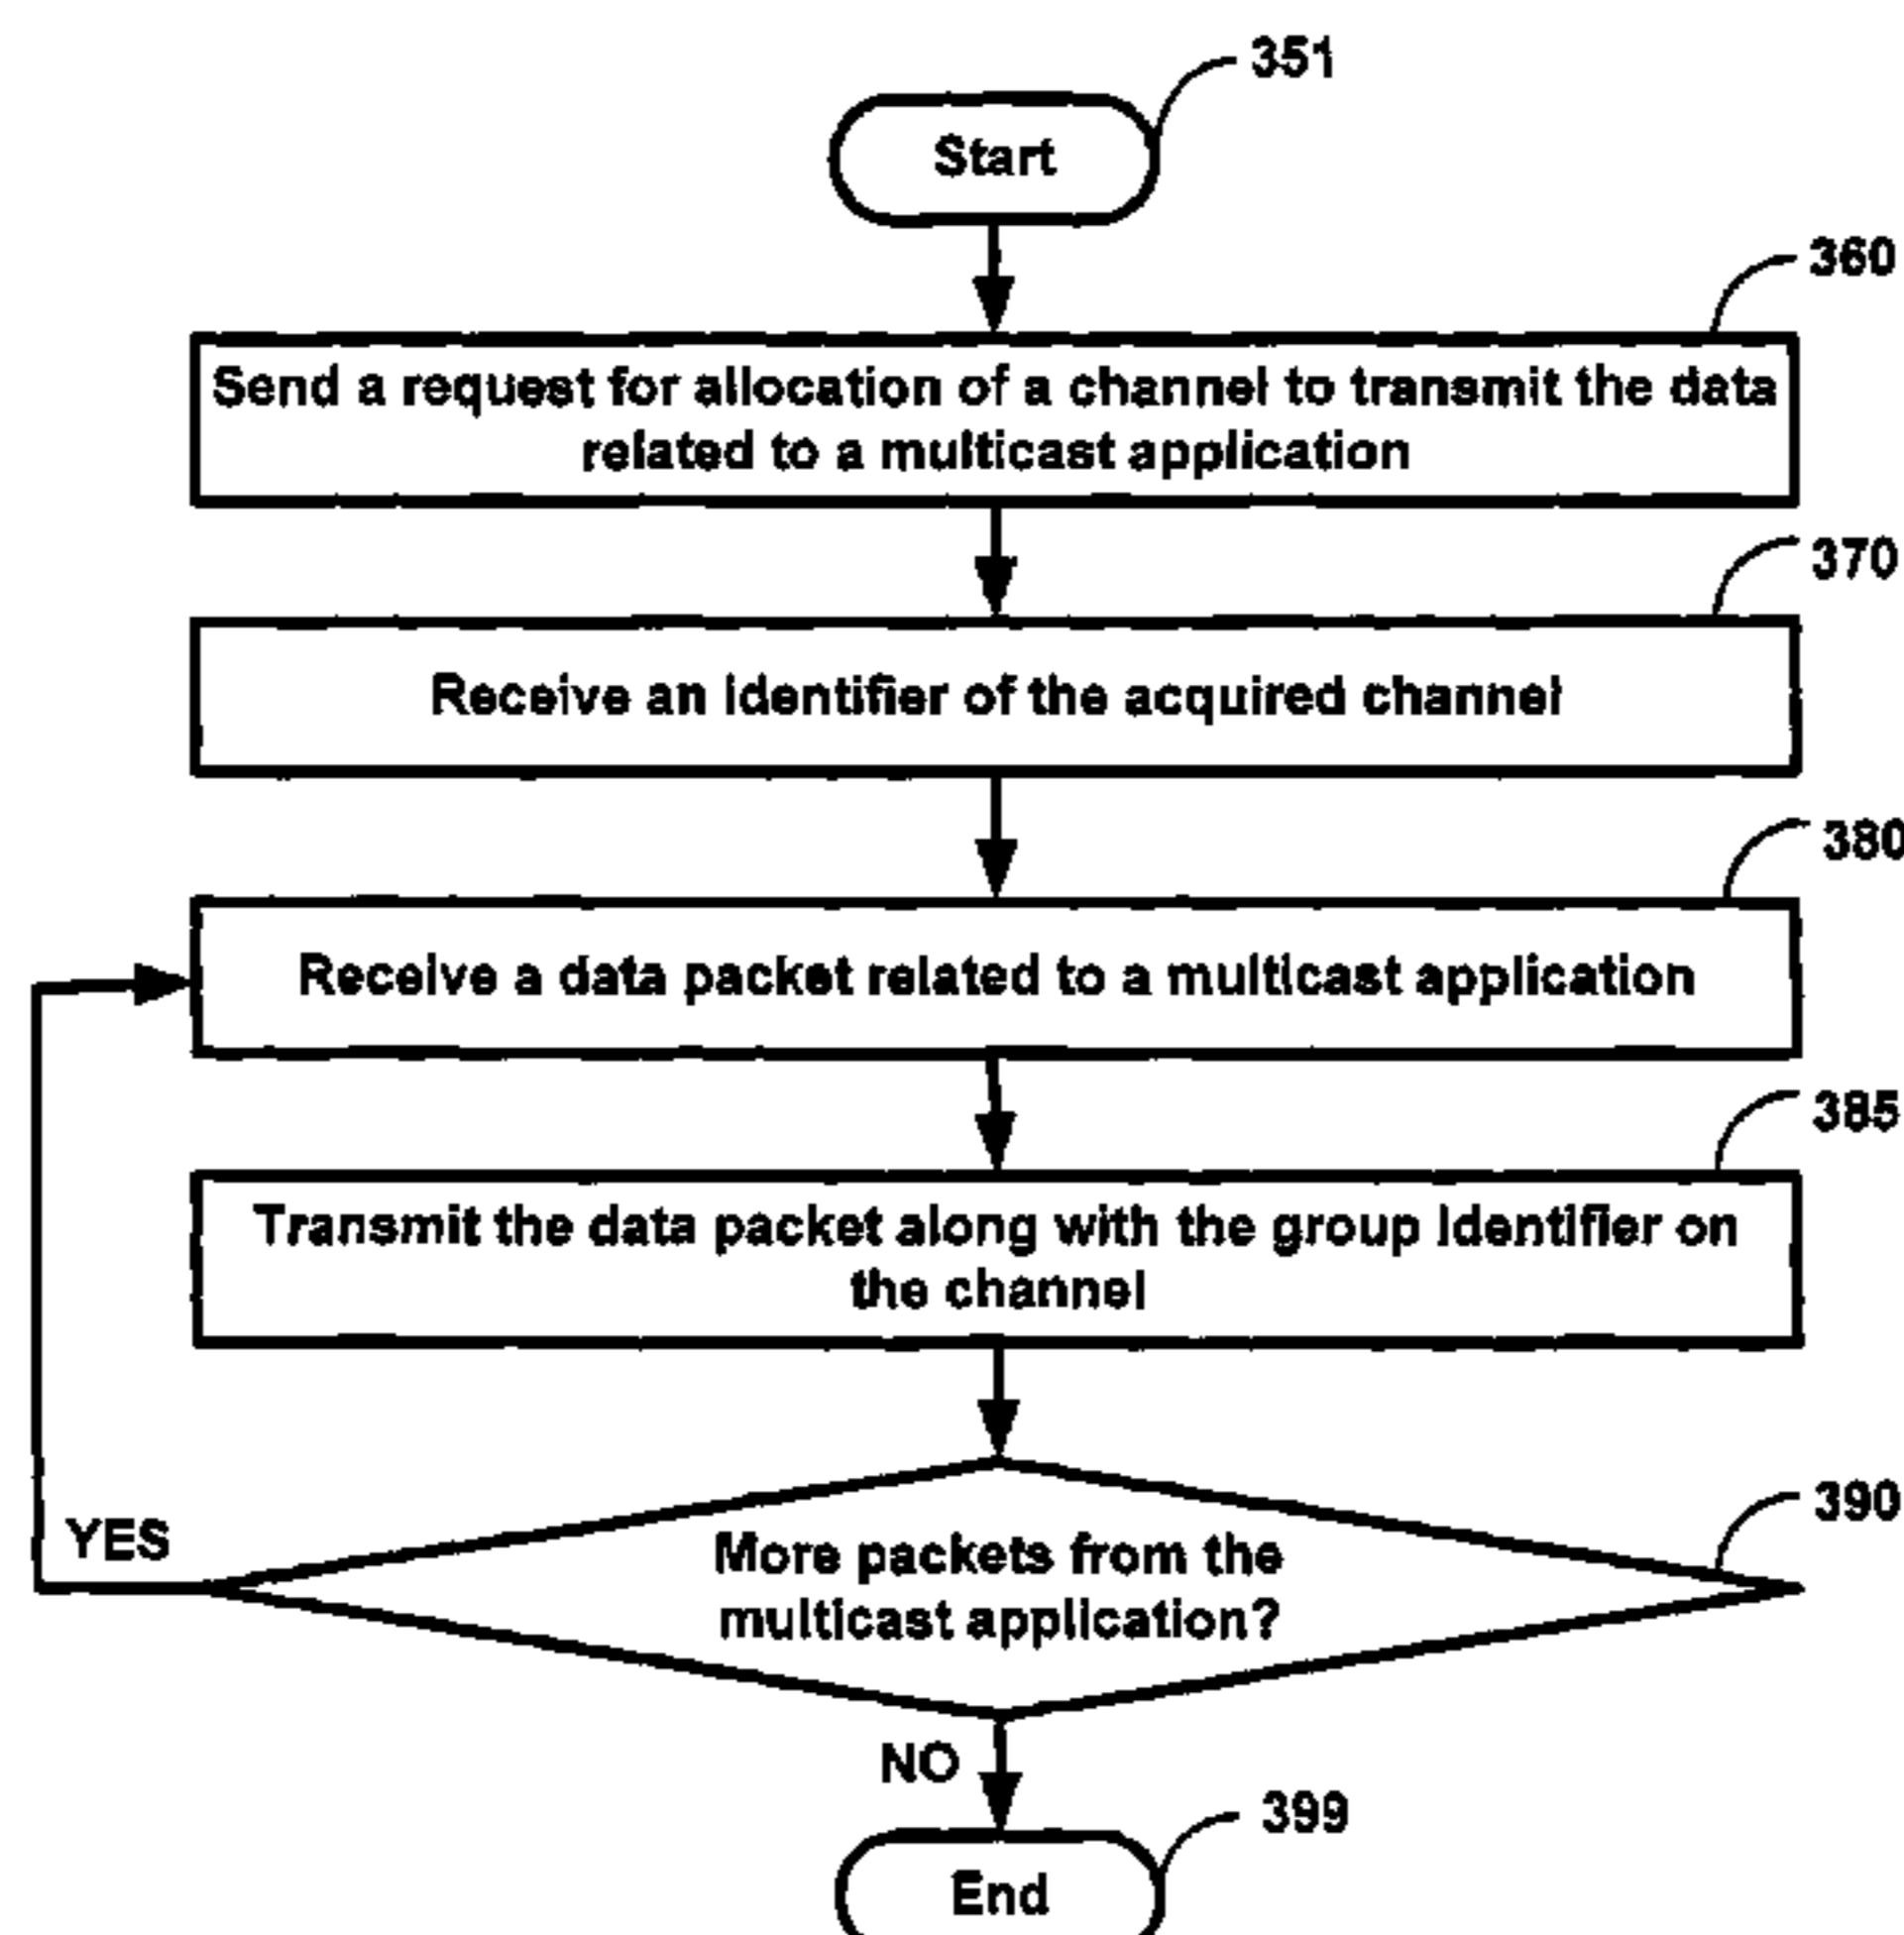 351
Start
360
Send a request for allocation of a channel to transmit the data
related to a multicast application
370
Receive an identifier of the acquired channel
380
Receive a data packet related to a multicast application
385
Transmit the data packet along with the group identifier on
the channel
390
YES
More packets from the
multicast application?
NO
399
End